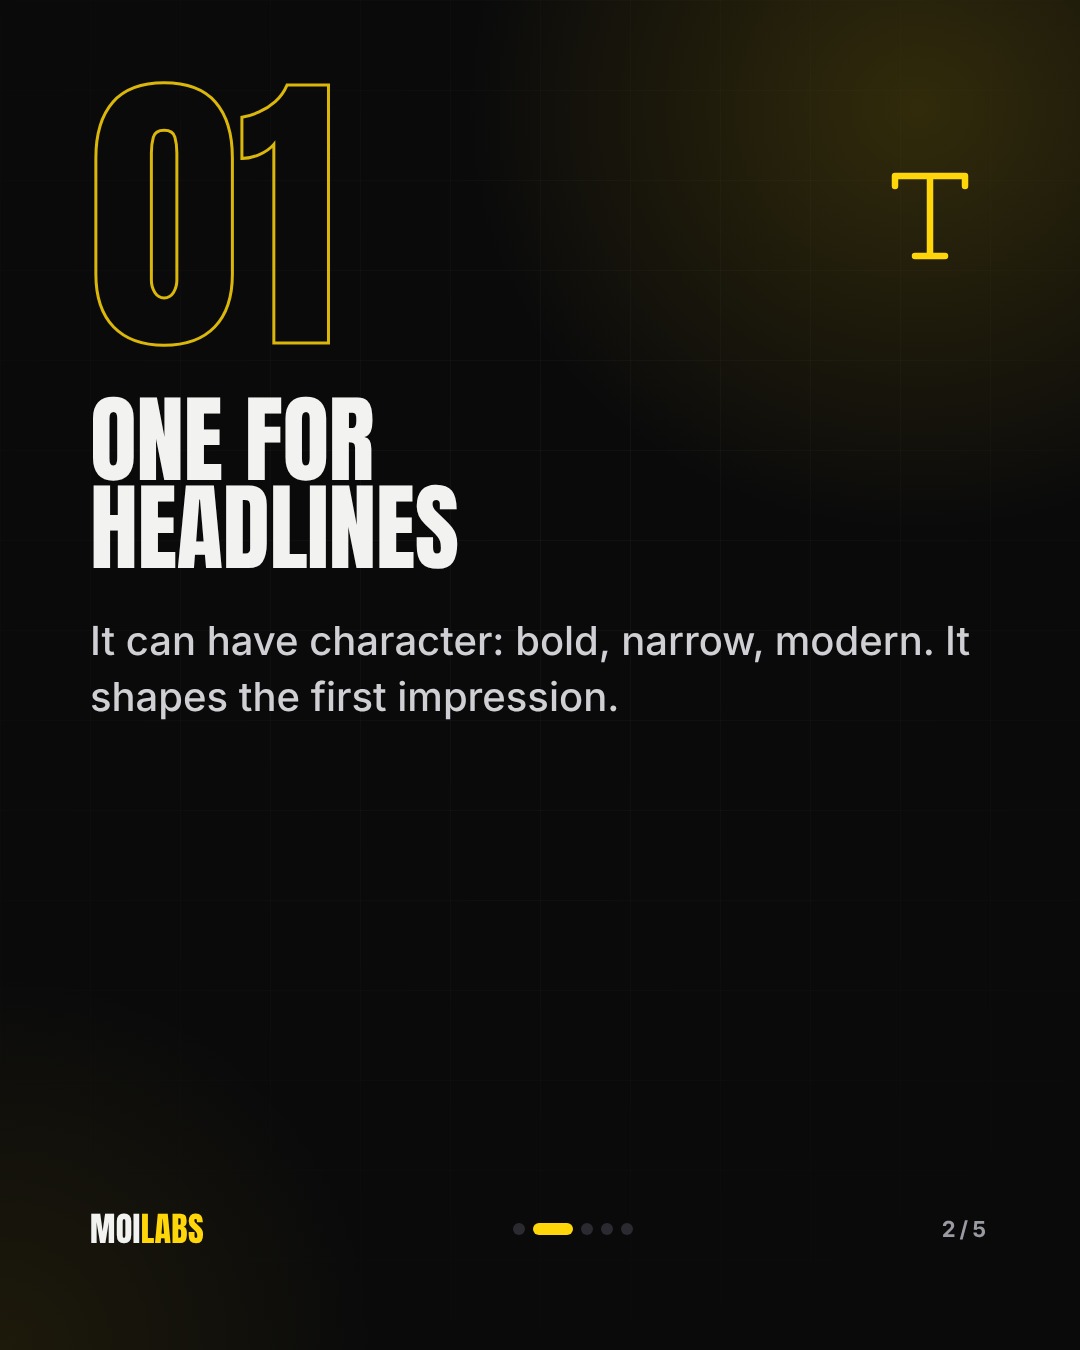 01
T
ONE FOR
HEADLINES
It can have character: bold, narrow, modern. It
shapes the first impression.
MOILABS
2/5